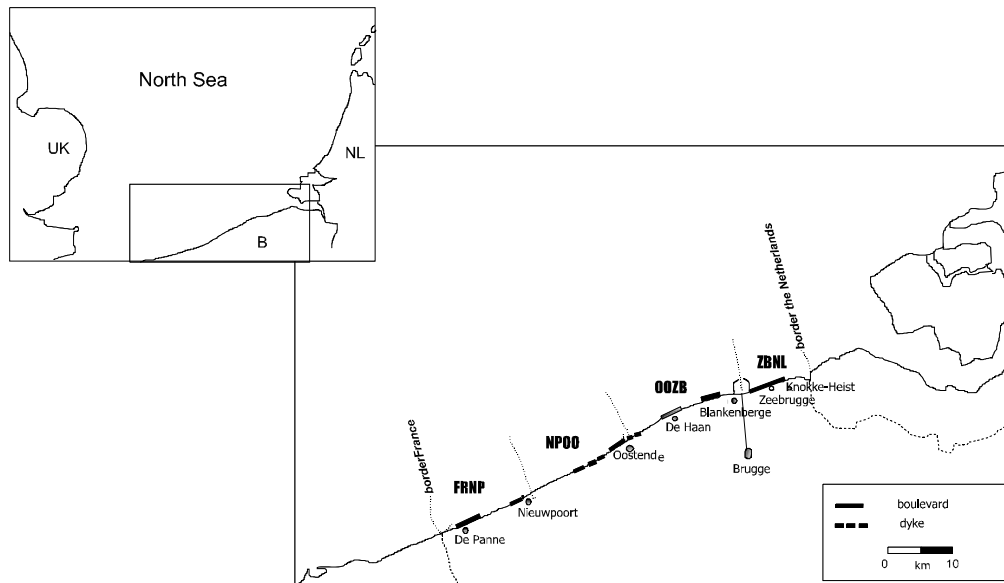 North Sea
UK
NL
B
border the Netherlands
ZBNL
OOZB
Knokke-Heist
Zeebrugge
Blankenberge
De Haan
NPOO
Oostende
Brugge
borderFrance
FRNP
Nieuwpoort
De Panne
boulevard
dyke
0 km 10